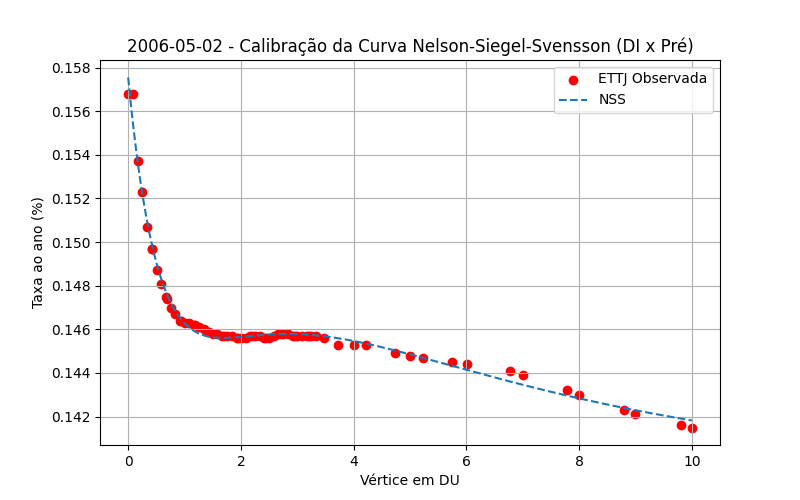 2006-05-02 - Calibração da Curva Nelson-Siegel-Svensson (DI x Pré)
ETTJ Observada
NSS
Taxa ao ano (%)
0.158
0.156
0.154
0.152
0.150
0.148
0.146
0.144
0.142
0 2 4 6 8 10
Vértice em DU